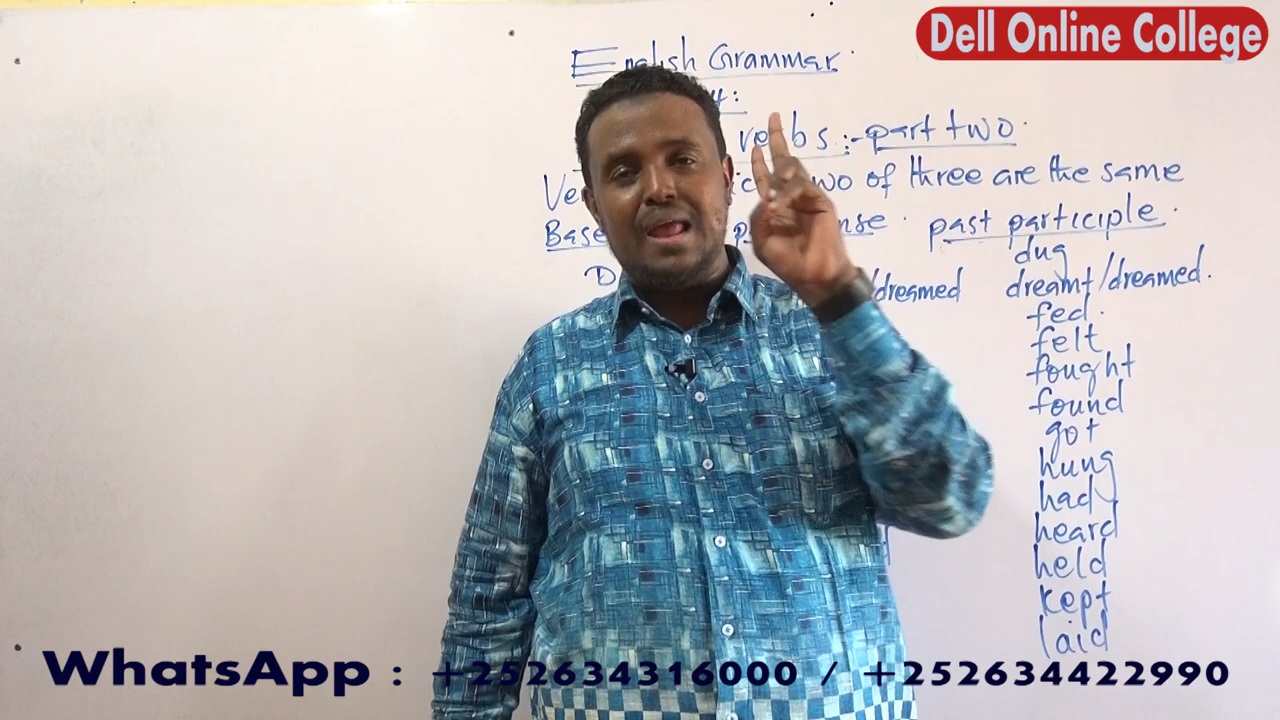 Dell Online College
English Grammar
verbs :- part two.
two of three are the same
Base past participle.
dug
/dreamed dreamt/dreamed.
fed.
felt
fought
found
got
hung
had
heard
held
kept
laid
WhatsApp : +252634316000 / +252634422990